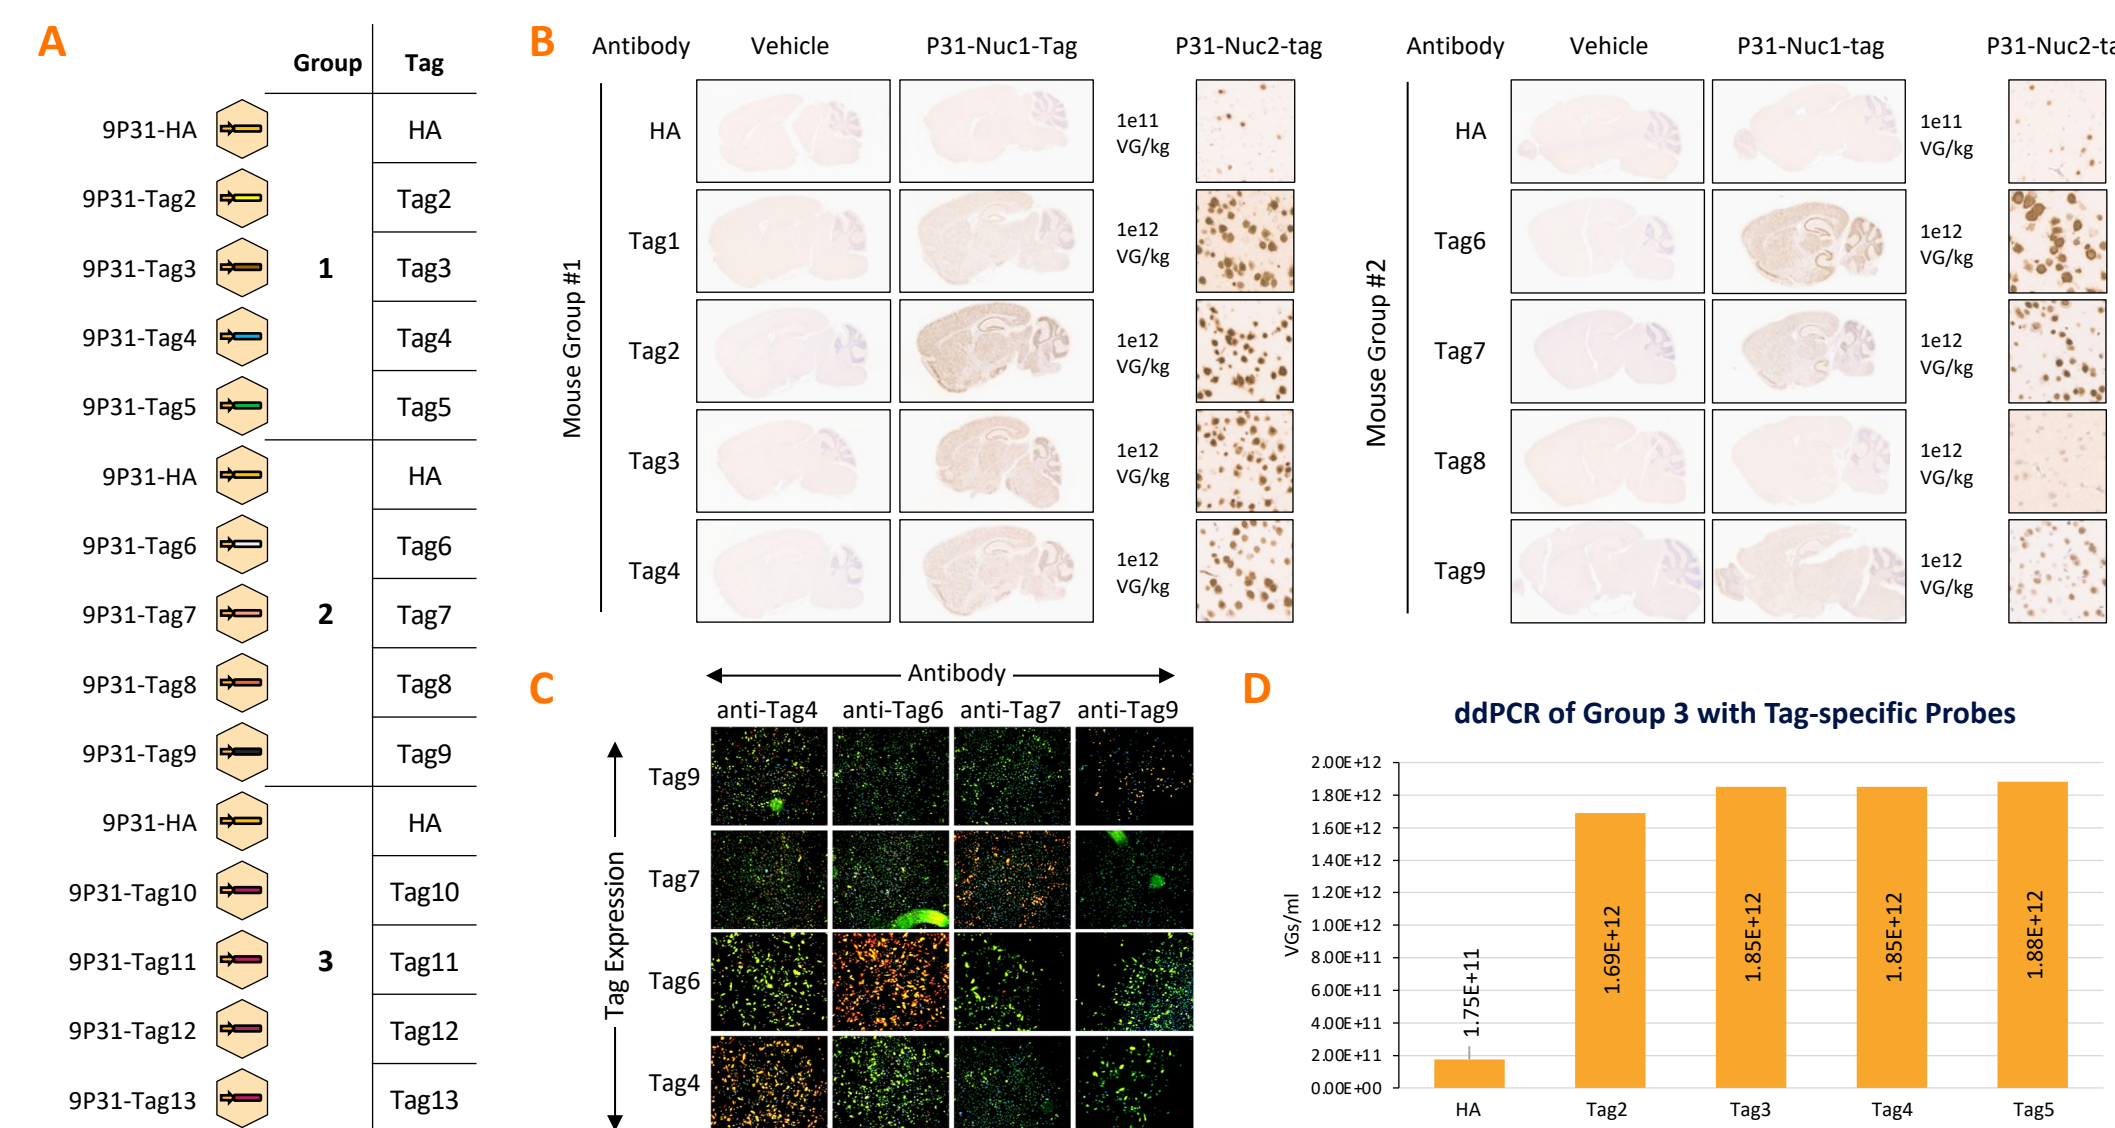 A
Group Tag
9P31-HA HA
9P31-Tag2 Tag2
9P31-Tag3 1 Tag3
9P31-Tag4 Tag4
9P31-Tag5 Tag5
9P31-HA HA
9P31-Tag6 Tag6
9P31-Tag7 2 Tag7
9P31-Tag8 Tag8
9P31-Tag9 Tag9
9P31-HA HA
9P31-Tag10 Tag10
9P31-Tag11 3 Tag11
9P31-Tag12 Tag12
9P31-Tag13 Tag13
B
Antibody Vehicle P31-Nuc1-Tag P31-Nuc2-tag
Mouse Group #1
HA 1e11
VG/kg
Tag1 1e12
VG/kg
Tag2 1e12
VG/kg
Tag3 1e12
VG/kg
Tag4 1e12
VG/kg
Antibody Vehicle P31-Nuc1-tag P31-Nuc2-ta
Mouse Group #2
HA 1e11
VG/kg
Tag6 1e12
VG/kg
Tag7 1e12
VG/kg
Tag8 1e12
VG/kg
Tag9 1e12
VG/kg
C
Antibody
anti-Tag4 anti-Tag6 anti-Tag7 anti-Tag9
Tag Expression
Tag9
Tag7
Tag6
Tag4
D
ddPCR of Group 3 with Tag-specific Probes
VGs/ml
2.00E+12
1.80E+12
1.60E+12
1.40E+12
1.20E+12
1.00E+12
8.00E+11
6.00E+11
4.00E+11
2.00E+11
0.00E+00
1.75E+11
1.69E+12
1.85E+12
1.85E+12
1.88E+12
HA Tag2 Tag3 Tag4 Tag5